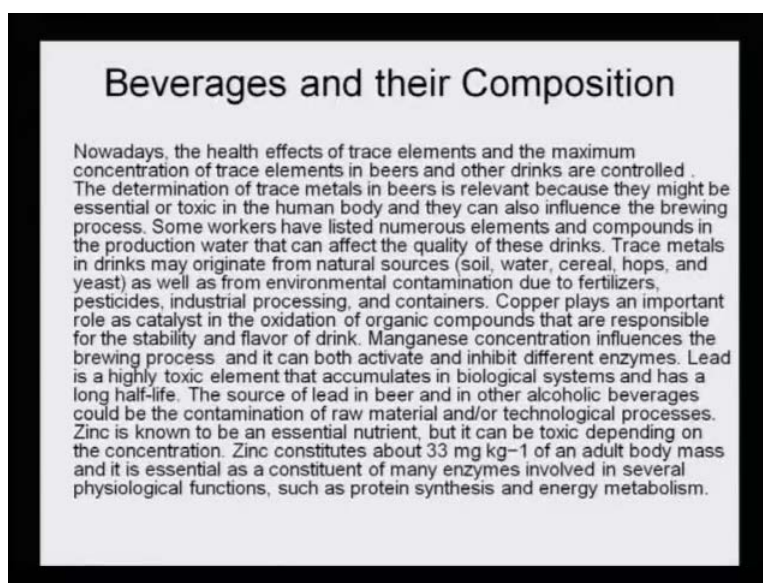 Beverages and their Composition
Nowadays, the health effects of trace elements and the maximum
concentration of trace elements in beers and other drinks are controlled .
The determination of trace metals in beers is relevant because they might be
essential or toxic in the human body and they can also influence the brewing
process. Some workers have listed numerous elements and compounds in
the production water that can affect the quality of these drinks. Trace metals
in drinks may originate from natural sources (soil, water, cereal, hops, and
yeast) as well as from environmental contamination due to fertilizers,
pesticides, industrial processing, and containers. Copper plays an important
role as catalyst in the oxidation of organic compounds that are responsible
for the stability and flavor of drink. Manganese concentration influences the
brewing process and it can both activate and inhibit different enzymes. Lead
is a highly toxic element that accumulates in biological systems and has a
long half-life. The source of lead in beer and in other alcoholic beverages
could be the contamination of raw material and/or technological processes.
Zinc is known to be an essential nutrient, but it can be toxic depending on
the concentration. Zinc constitutes about 33 mg kg−1 of an adult body mass
and it is essential as a constituent of many enzymes involved in several
physiological functions, such as protein synthesis and energy metabolism.